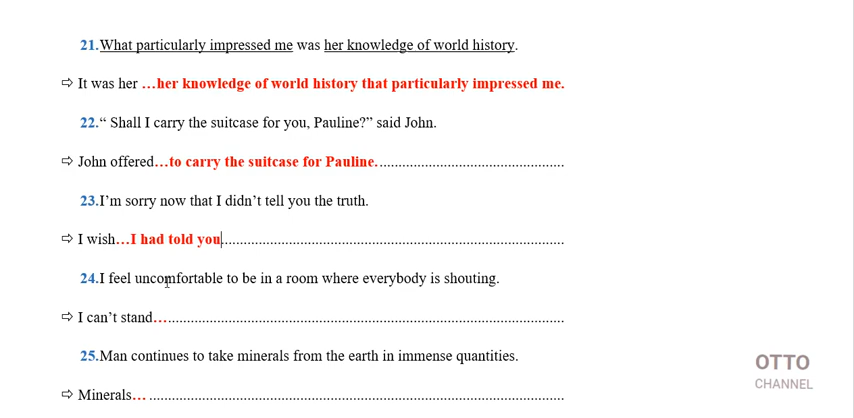 21.What particularly impressed me was her knowledge of world history.
⇨ It was her …her knowledge of world history that particularly impressed me.
22.“ Shall I carry the suitcase for you, Pauline?” said John.
⇨ John offered…to carry the suitcase for Pauline..................................................
23.I’m sorry now that I didn’t tell you the truth.
⇨ I wish…I had told you..........................................................................................
24.I feel uncomfortable to be in a room where everybody is shouting.
⇨ I can’t stand….........................................................................................................
25.Man continues to take minerals from the earth in immense quantities.
⇨ Minerals… .............................................................................................................
OTTO
CHANNEL